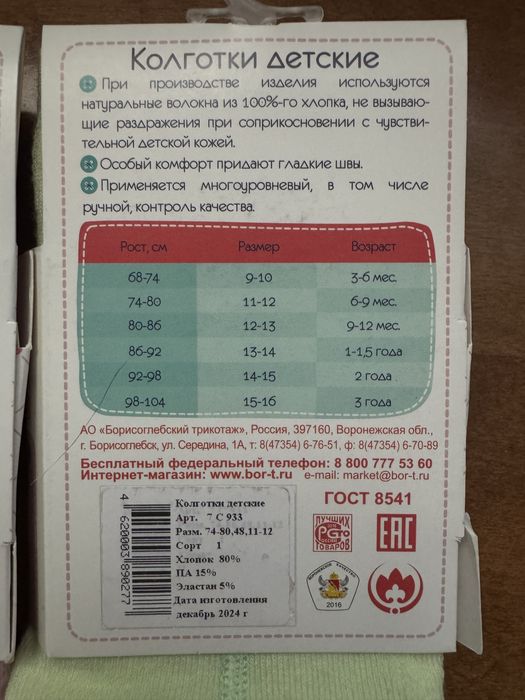 Колготки детские
При производстве изделия используются
натуральные волокна из 100%-го хлопка, не вызываю-
щие раздражения при соприкосновении с чувстви-
тельной детской кожей.
Особый комфорт придают гладкие швы.
Применяется многоуровневый, в том числе
ручной, контроль качества.
Рост, см Размер Возраст
68-74 9-10 3-6 мес.
74-80 11-12 6-9 мес.
80-86 12-13 9-12 мес.
86-92 13-14 1-1,5 года
92-98 14-15 2 года
98-104 15-16 3 года
АО «Борисоглебский трикотаж», Россия, 397160, Воронежская обл.,
г. Борисоглебск, ул. Середина, 1А, т: 8(47354) 6-76-51, ф: 8(47354) 6-70-89
Бесплатный федеральный телефон: 8 800 777 53 60
Интернет-магазин: www.bor-t.ru e-mail: market@bor-t.ru
ГОСТ 8541
4 620003 890277
Колготки детские
Арт. 7 С 933
Разм. 74-80,48,11-12
Сорт 1
Хлопок 80%
ПА 15%
Эластан 5%
Дата изготовления
декабрь 2024 г
ЛУЧШИХ
ТОВАРОВ
EAC
2016